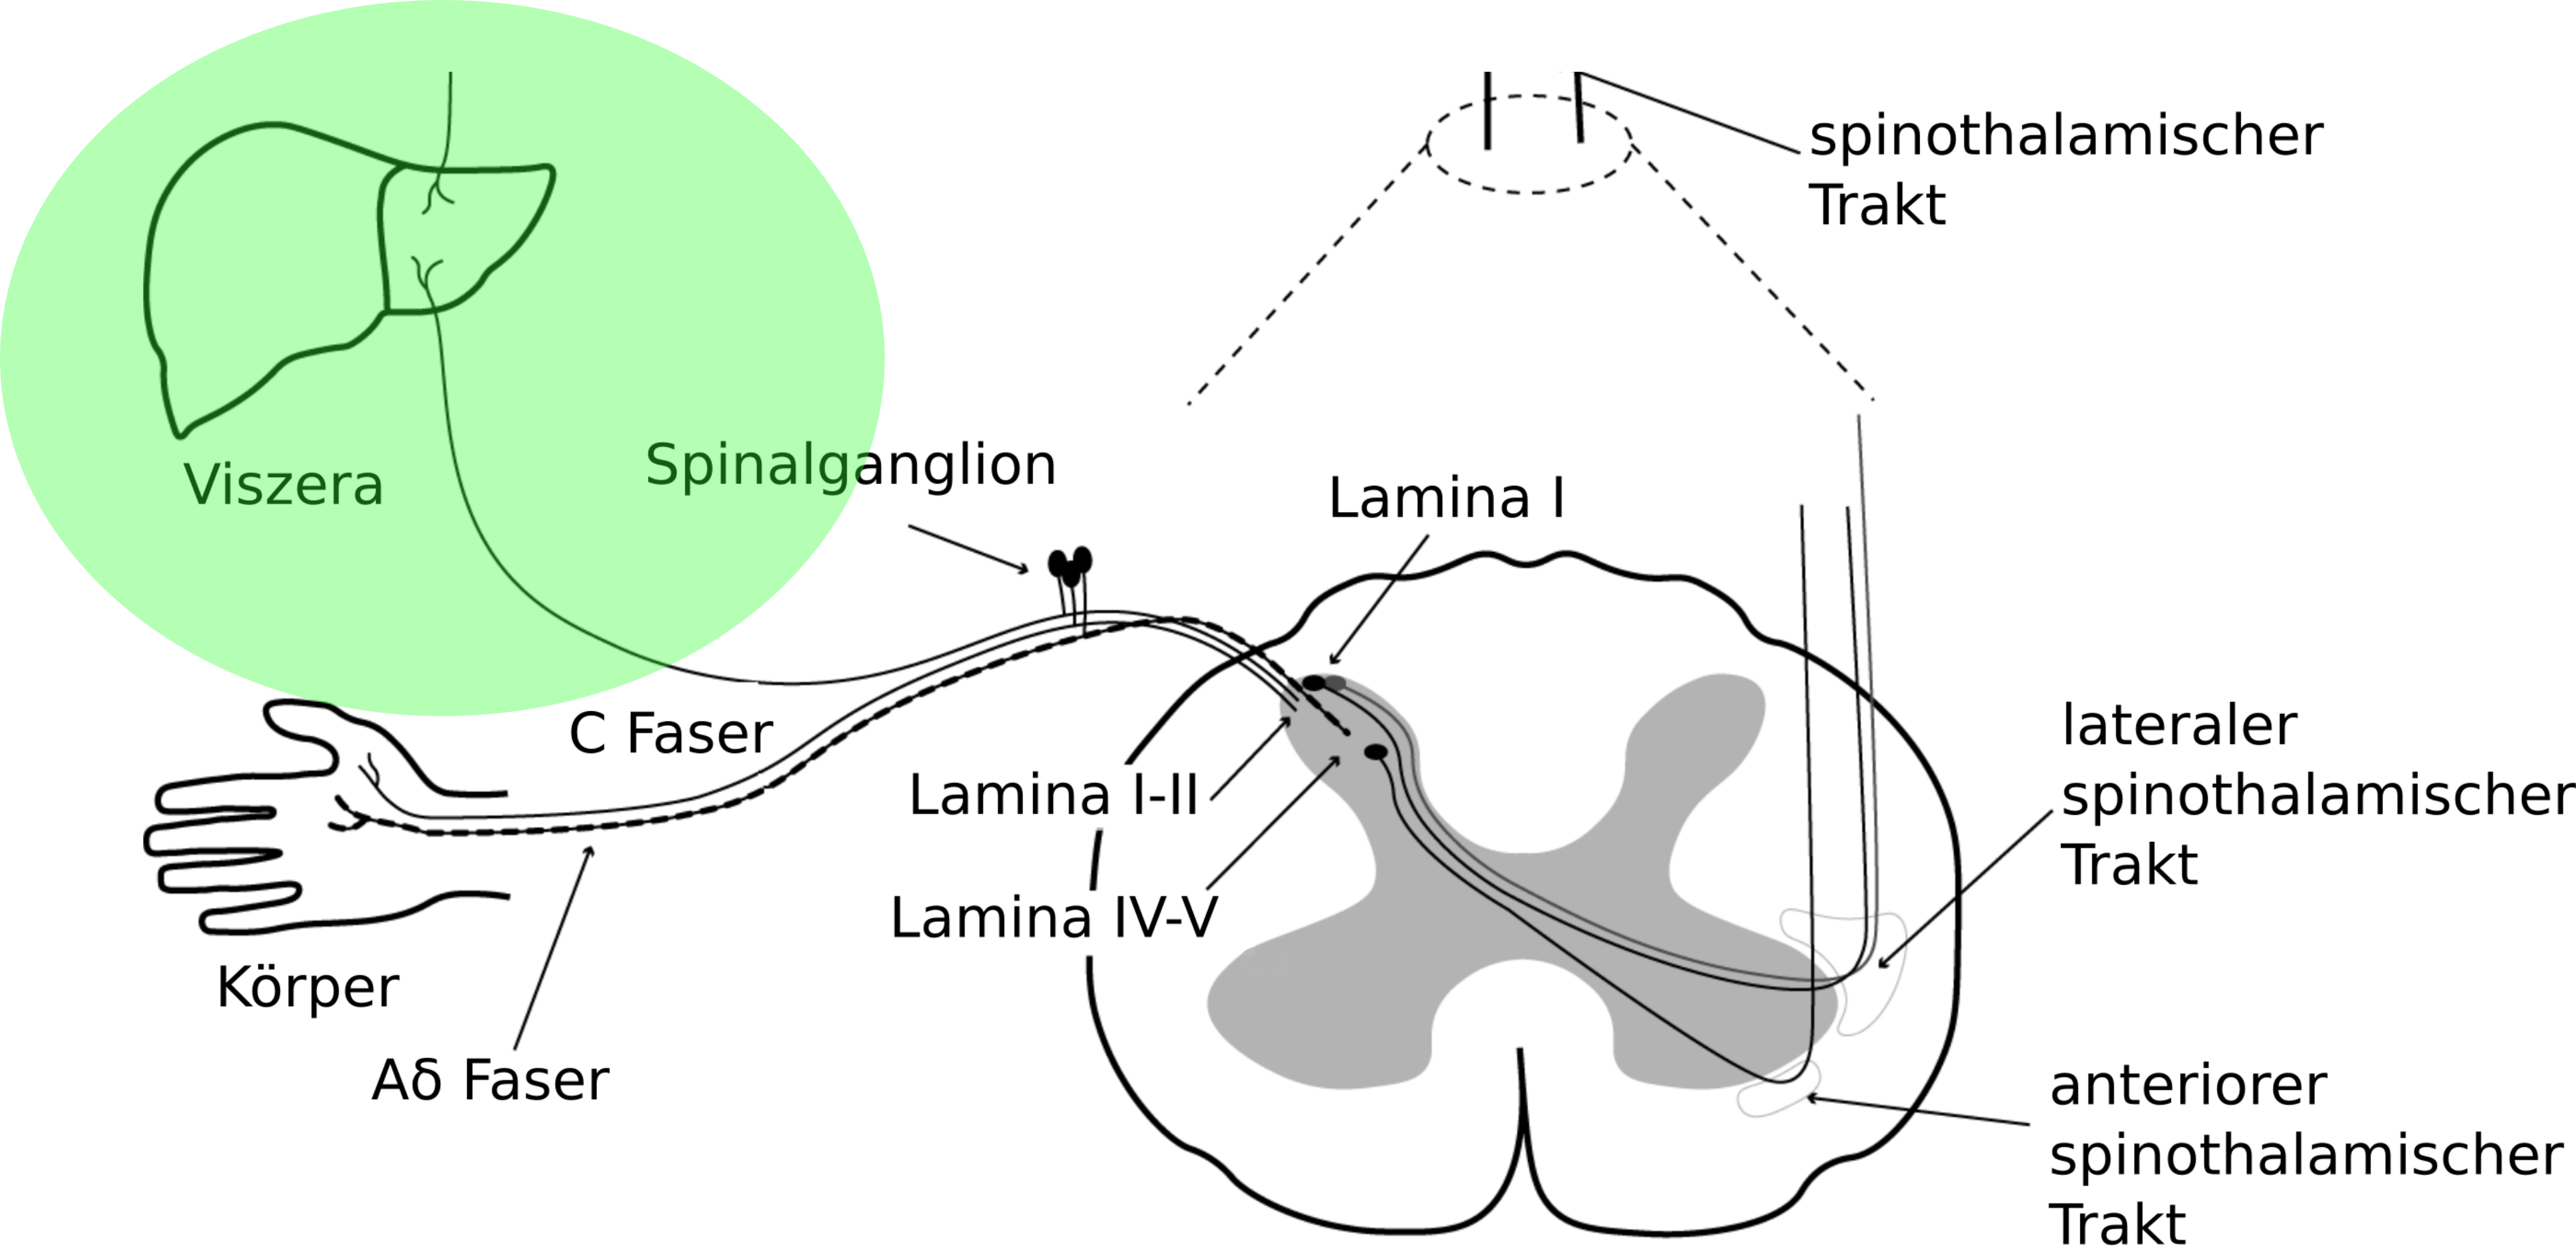 spinothalamischer
Trakt
Spinalganglion
Viszera
Lamina I
C Faser
Lamina I-II
Lamina IV-V
lateraler
spinothalamischer
Trakt
Körper
Aδ Faser
anteriorer
spinothalamischer
Trakt